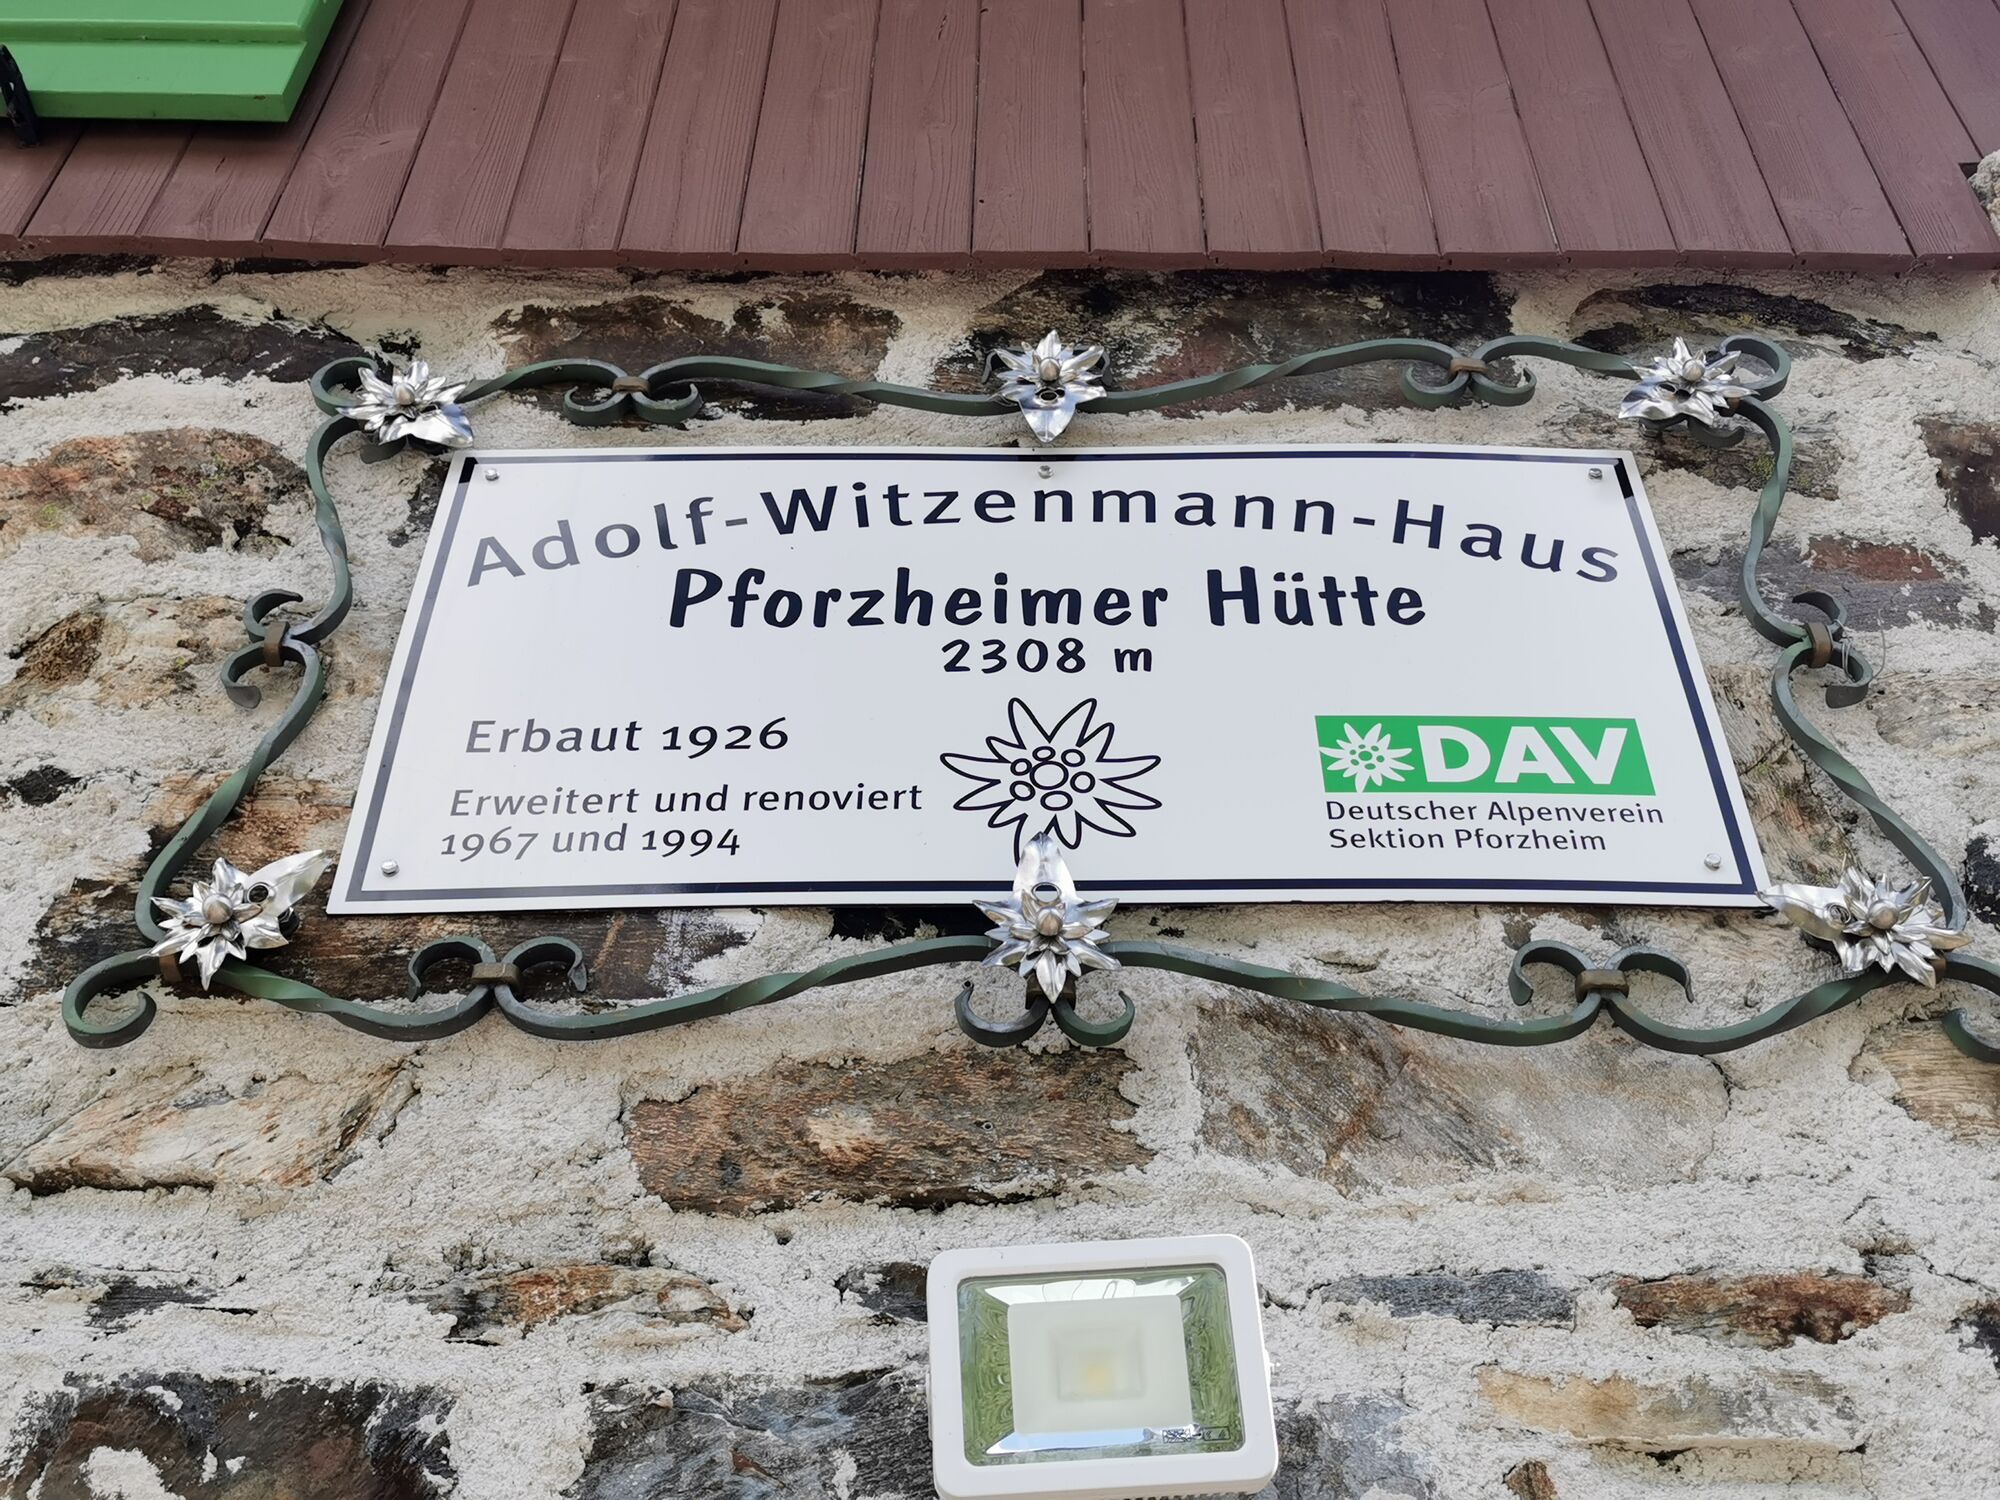 Adolf-Witzenmann-Haus
Pforzheimer Hütte
2308 m
Erbaut 1926
Erweitert und renoviert
1967 und 1994
DAV
Deutscher Alpenverein
Sektion Pforzheim